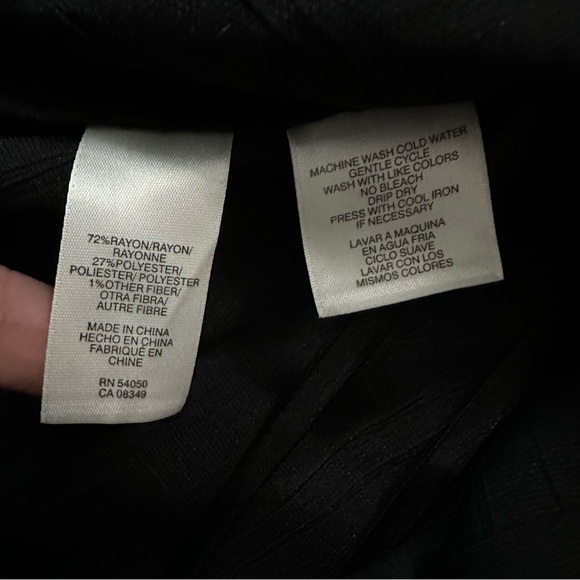 72%RAYON/RAYON/
RAYONNE
27%POLYESTER/
POLIESTER/POLYESTER
1%OTHER FIBER/
OTRA FIBRA/
AUTRE FIBRE
MADE IN CHINA
HECHO EN CHINA
FABRIQUÉ EN
CHINE
RN 54050
CA 08349
MACHINE WASH COLD WATER
GENTLE CYCLE
WASH WITH LIKE COLORS
NO BLEACH
DRIP DRY
PRESS WITH COOL IRON
IF NECESSARY
LAVAR A MAQUINA
EN AGUA FRIA
CICLO SUAVE
LAVAR CON LOS
MISMOS COLORES